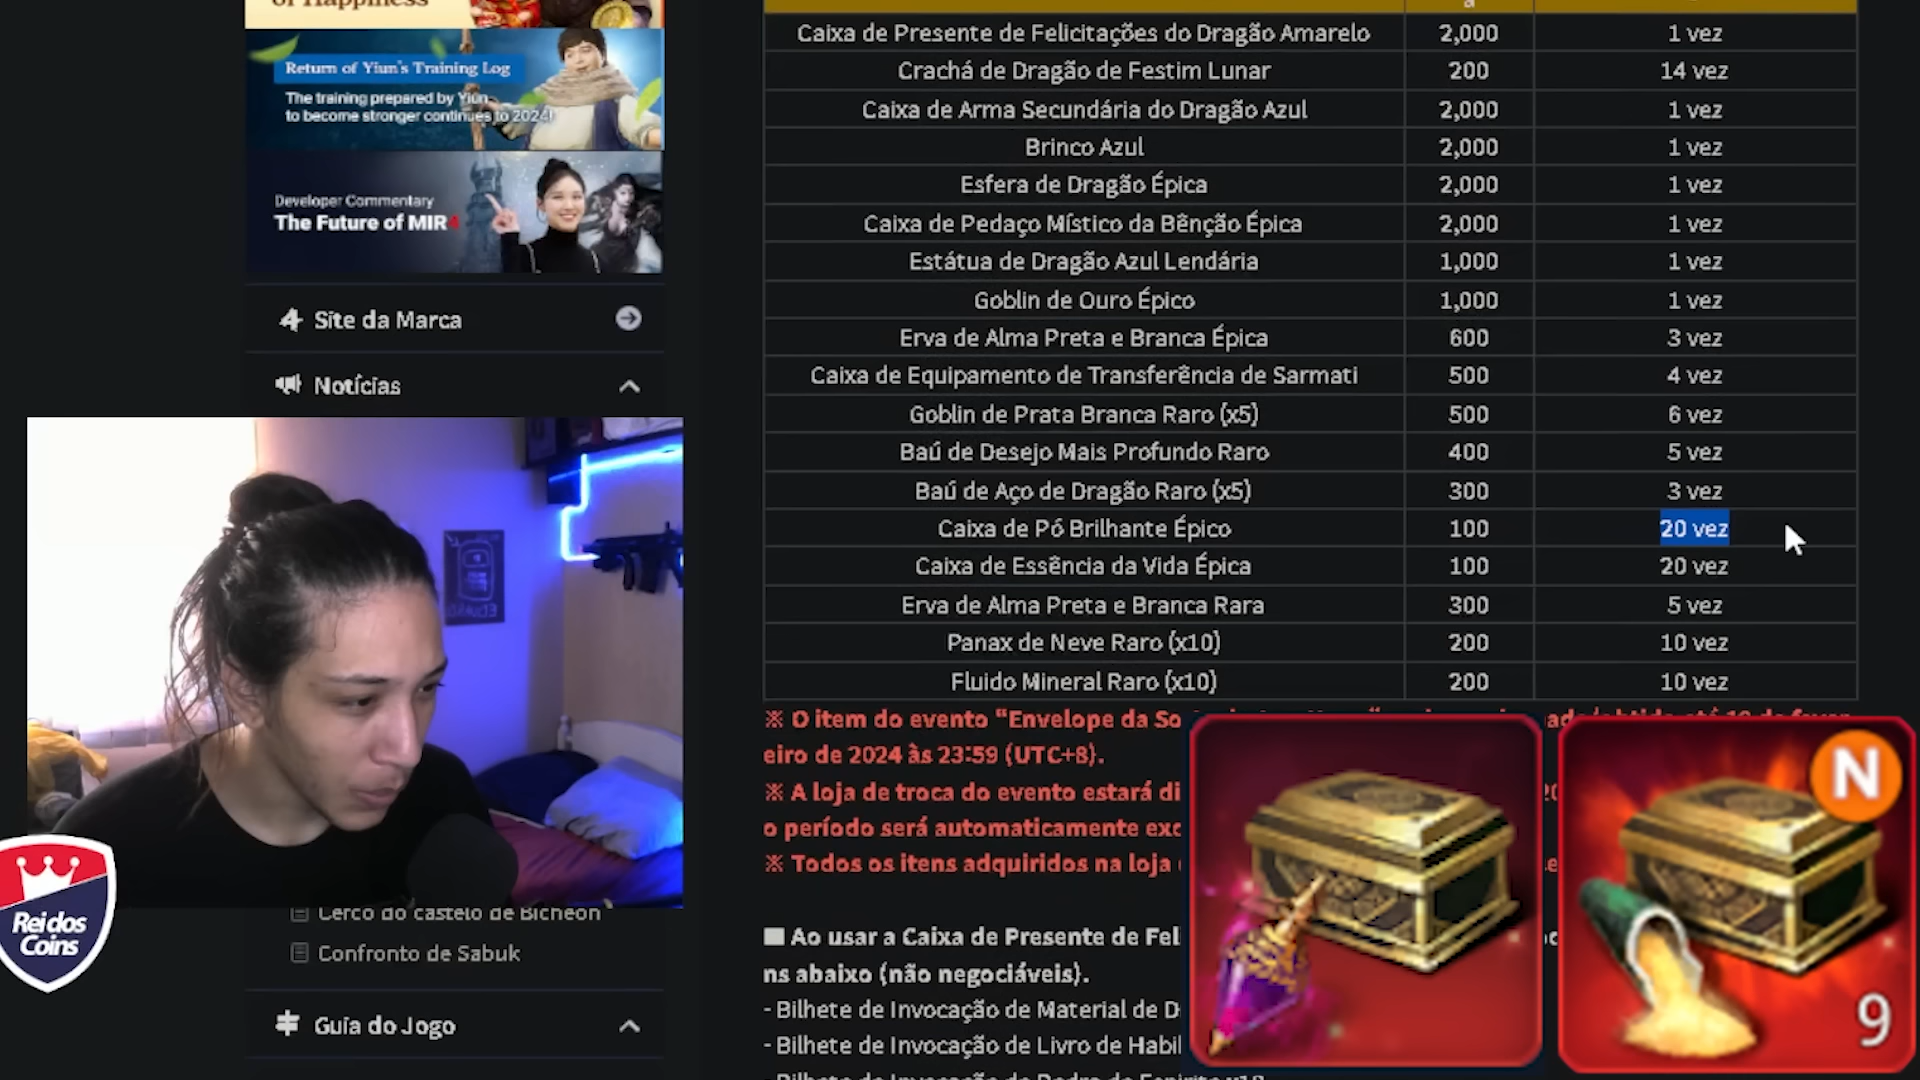 of Happiness
Return of Yiun's Training Log
The training prepared by Yiun
to become stronger continues to 2024!
Developer Commentary
The Future of MIR4
Site da Marca
Notícias
Cerco do castelo de Bicheon
Confronto de Sabuk
Guia do Jogo
Rei dos
Coins
a
Caixa de Presente de Felicitações do Dragão Amarelo 2,000 1 vez
Crachá de Dragão de Festim Lunar 200 14 vez
Caixa de Arma Secundária do Dragão Azul 2,000 1 vez
Brinco Azul 2,000 1 vez
Esfera de Dragão Épica 2,000 1 vez
Caixa de Pedaço Místico da Bênção Épica 2,000 1 vez
Estátua de Dragão Azul Lendária 1,000 1 vez
Goblin de Ouro Épico 1,000 1 vez
Erva de Alma Preta e Branca Épica 600 3 vez
Caixa de Equipamento de Transferência de Sarmati 500 4 vez
Goblin de Prata Branca Raro (x5) 500 6 vez
Baú de Desejo Mais Profundo Raro 400 5 vez
Baú de Aço de Dragão Raro (x5) 300 3 vez
Caixa de Pó Brilhante Épico 100 20 vez
Caixa de Essência da Vida Épica 100 20 vez
Erva de Alma Preta e Branca Rara 300 5 vez
Panax de Neve Raro (x10) 200 10 vez
Fluido Mineral Raro (x10) 200 10 vez
※ O item do evento "Envelope da So
eiro de 2024 às 23:59 (UTC+8).
※ A loja de troca do evento estará di
o período será automaticamente exc
※ Todos os itens adquiridos na loja
■ Ao usar a Caixa de Presente de Fel
ns abaixo (não negociáveis).
- Bilhete de Invocação de Material de D
- Bilhete de Invocação de Livro de Habil
N
9